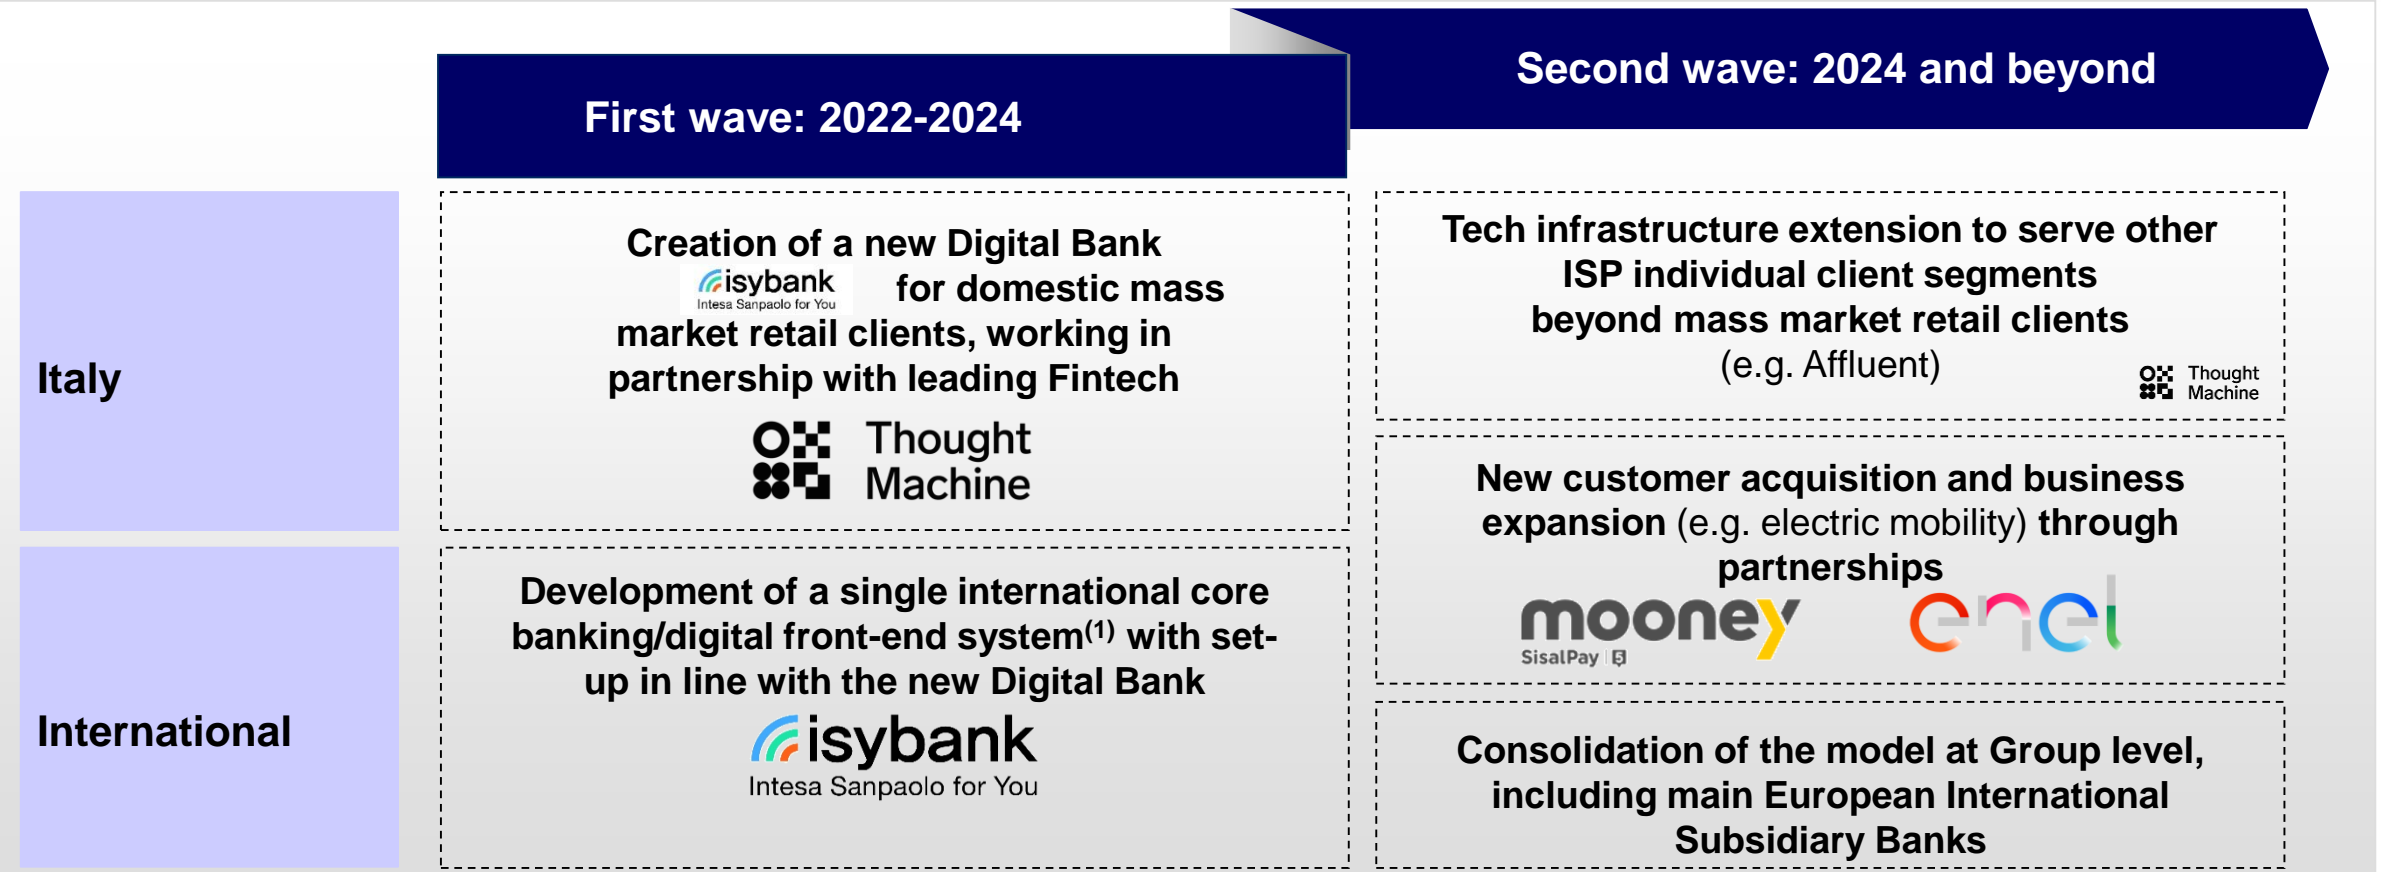 First wave: 2022-2024
Second wave: 2024 and beyond
Italy
Creation of a new Digital Bank
isybank
Intesa Sanpaolo for You
for domestic mass
market retail clients, working in
partnership with leading Fintech
Thought
Machine
Tech infrastructure extension to serve other
ISP individual client segments
beyond mass market retail clients
(e.g. Affluent)
Thought
Machine
New customer acquisition and business
expansion (e.g. electric mobility) through
partnerships
mooney
SisalPay | 5
enel
International
Development of a single international core
banking/digital front-end system(1) with set-
up in line with the new Digital Bank
isybank
Intesa Sanpaolo for You
Consolidation of the model at Group level,
including main European International
Subsidiary Banks